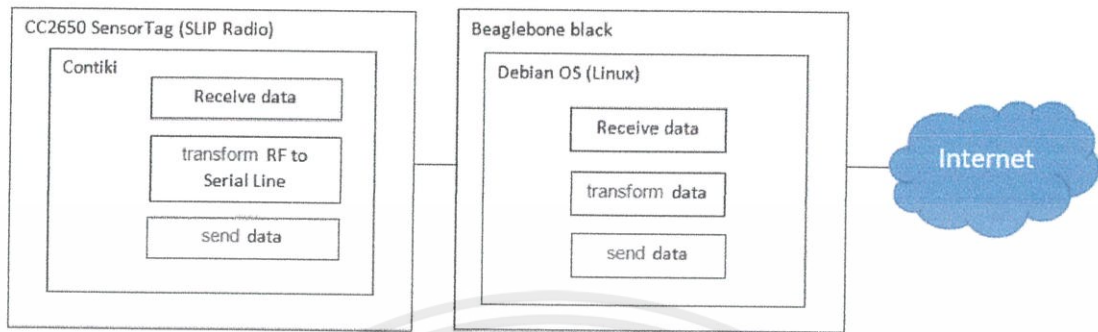 CC2650 SensorTag (SLIP Radio)
Contiki
Receive data
transform RF to
Serial Line
send data
Beaglebone black
Debian OS (Linux)
Receive data
transform data
send data
Internet